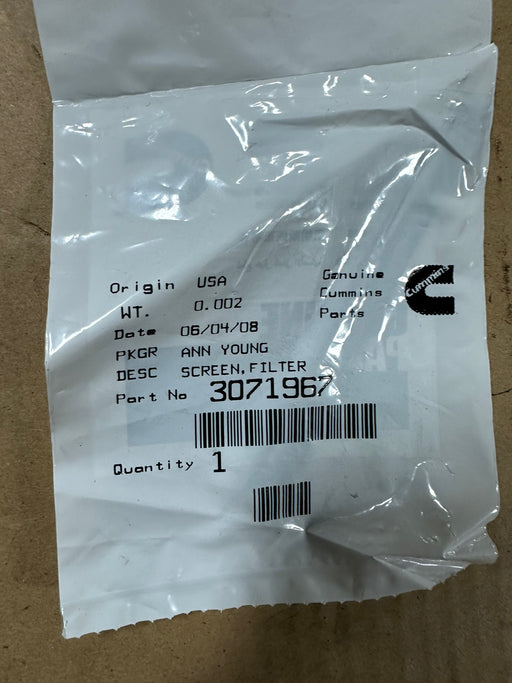 Origin USA
WT. 0.002
Date 06/04/08
PKGR ANN YOUNG
DESC SCREEN,FILTER
Part No 3071967
Quantity 1
Genuine
Cummins
Parts
Cummins